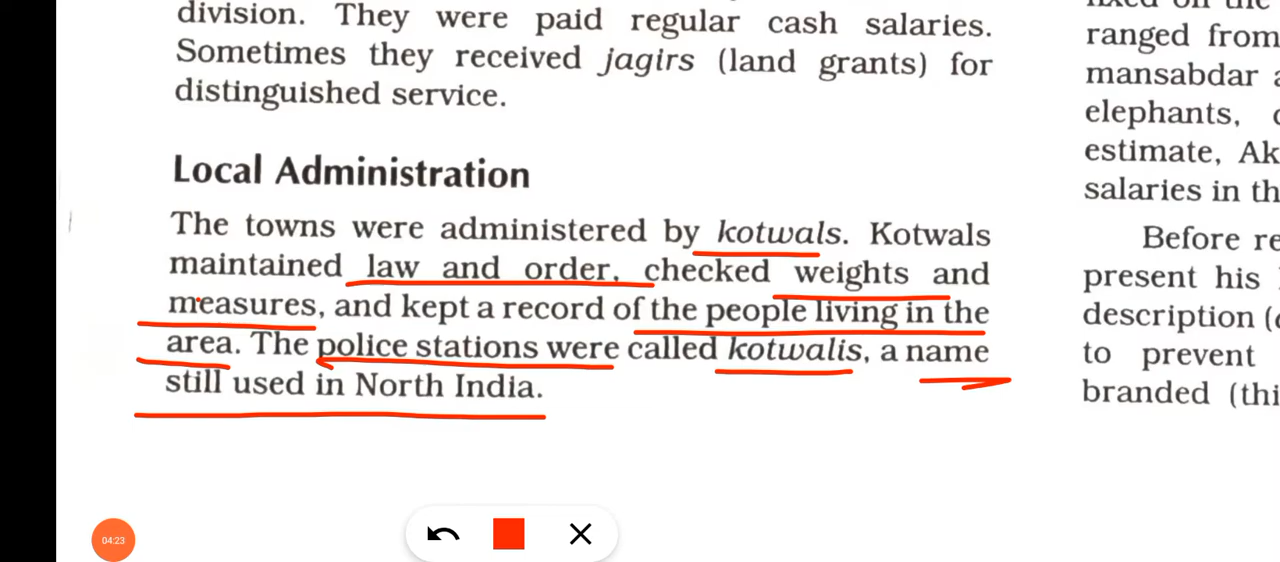 division. They were paid regular cash salaries.
Sometimes they received jagirs (land grants) for
distinguished service.
Local Administration
The towns were administered by kotwals. Kotwals
maintained law and order, checked weights and
measures, and kept a record of the people living in the
area. The police stations were called kotwalis, a name
still used in North India.
ranged from
mansabdar
elephants,
estimate, Ak
salaries in th
Before re
present his
description (
to prevent
branded (thi
04:23